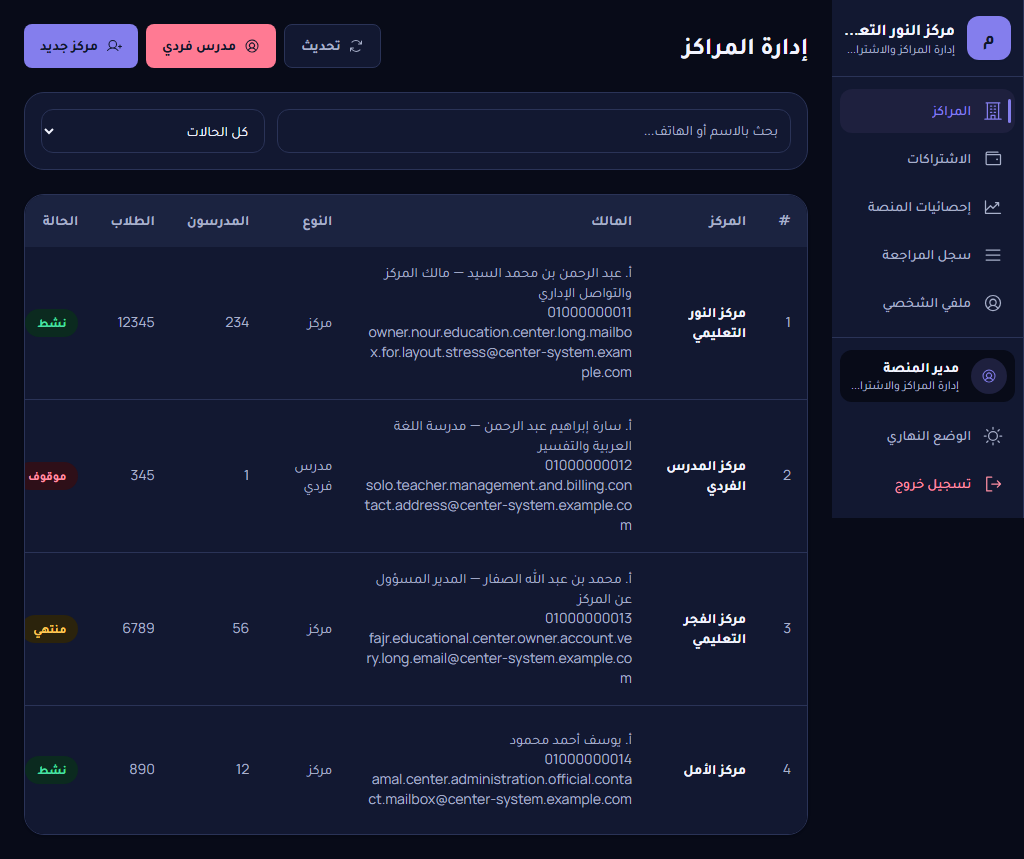 م
مركز النور التع...
إدارة المراكز والاشترا...
المراكز
الاشتراكات
إحصائيات المنصة
سجل المراجعة
ملفي الشخصي
مدير المنصة
إدارة المراكز والاشترا...
الوضع النهاري
تسجيل خروج
إدارة المراكز
تحديث
مدرس فردي
مركز جديد
بحث بالاسم أو الهاتف...
كل الحالات
# المركز المالك النوع المدرسون الطلاب الحالة
1
مركز النور
التعليمي
أ. عبد الرحمن بن محمد السيد — مالك المركز
والتواصل الإداري
01000000011
owner.nour.education.center.long.mailbo
x.for.layout.stress@center-system.exam
ple.com
مركز
234
12345
نشط
2
مركز المدرس
الفردي
أ. سارة إبراهيم عبد الرحمن — مدرسة اللغة
العربية والتفسير
01000000012
solo.teacher.management.and.billing.con
tact.address@center-system.example.co
m
مدرس
فردي
1
345
موقوف
3
مركز الفجر
التعليمي
أ. محمد بن عبد الله الصفار — المدير المسؤول
عن المركز
01000000013
fajr.educational.center.owner.account.ve
ry.long.email@center-system.example.co
m
مركز
56
6789
منتهي
4
مركز الأمل
أ. يوسف أحمد محمود
01000000014
amal.center.administration.official.conta
ct.mailbox@center-system.example.com
مركز
12
890
نشط